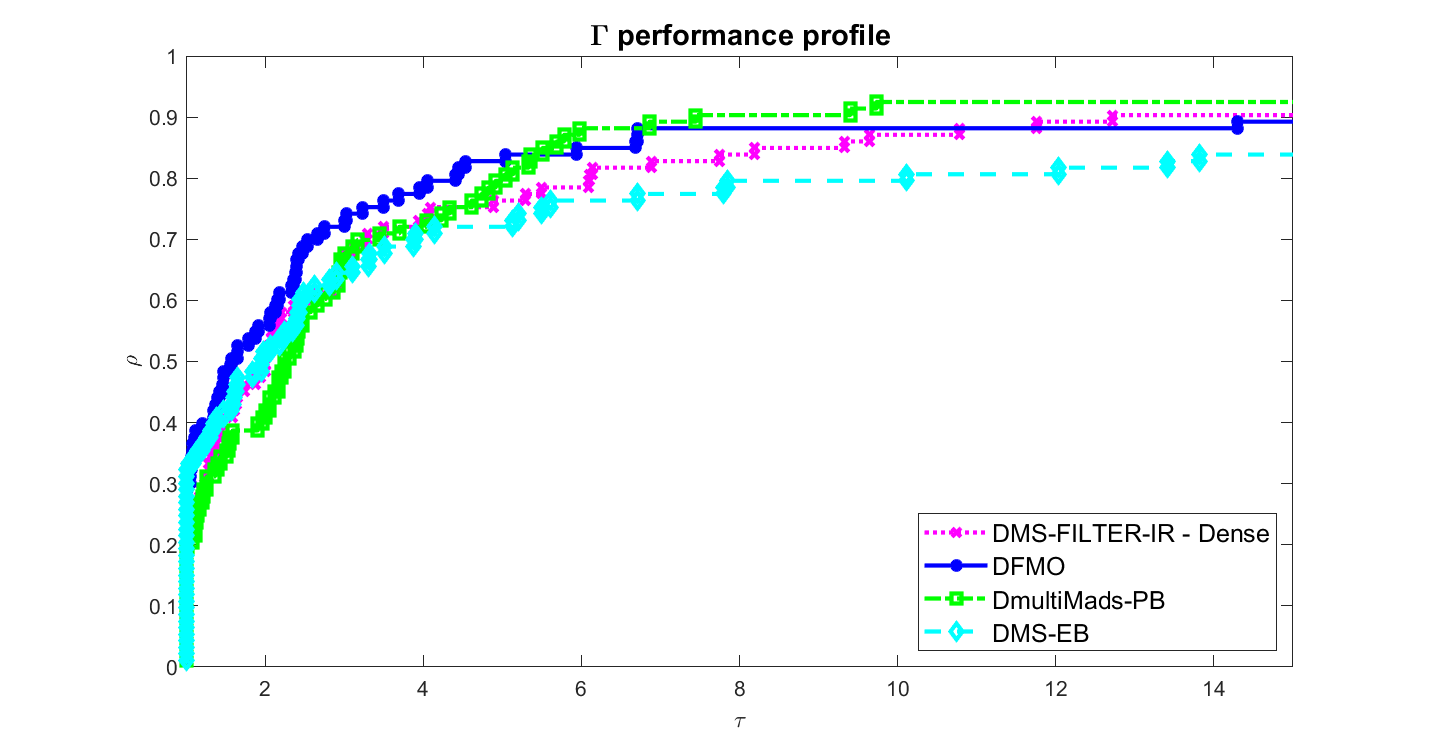 Γ performance profile
1
0.9
0.8
0.7
0.6
0.5
0.4
0.3
0.2
0.1
0
ρ
2 4 6 8 10 12 14
τ
DMS-FILTER-IR - Dense
DFMO
DmultiMads-PB
DMS-EB